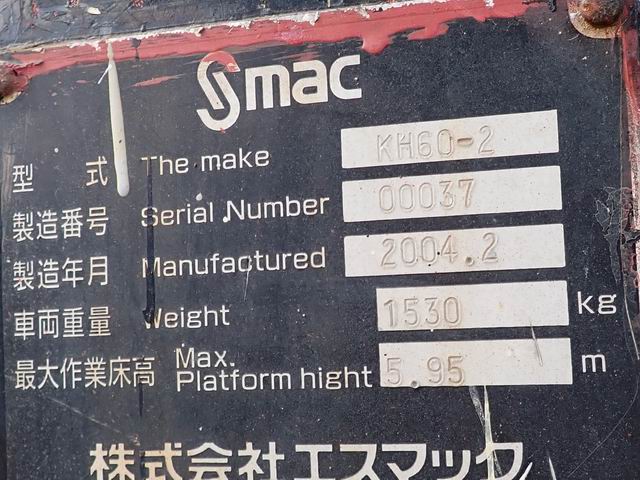 Smac
型式 The make KH60-2
製造番号 Serial Number 00037
製造年月 Manufactured 2004.2
車両重量 Weight 1530 kg
最大作業床高 Max. Platform hight 5.95 m
株式会社エスマック